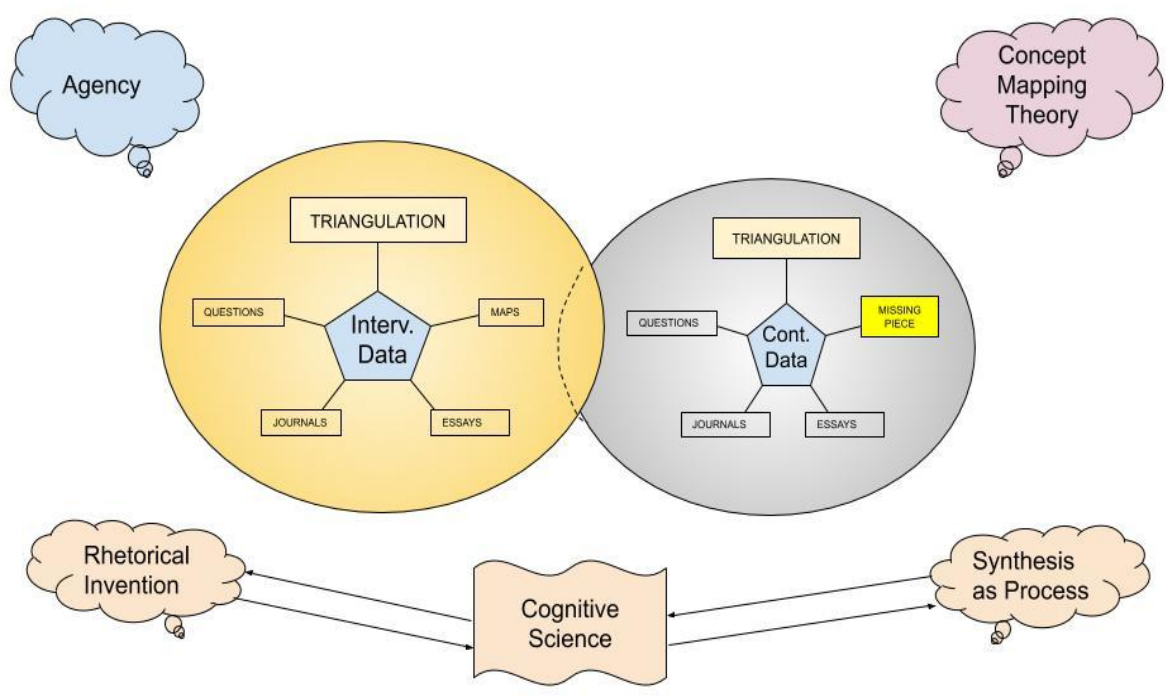 Agency
Concept
Mapping
Theory
TRIANGULATION
QUESTIONS
MAPS
Interv.
Data
JOURNALS
ESSAYS
TRIANGULATION
QUESTIONS
MISSING
PIECE
Cont.
Data
JOURNALS
ESSAYS
Rhetorical
Invention
Cognitive
Science
Synthesis
as Process